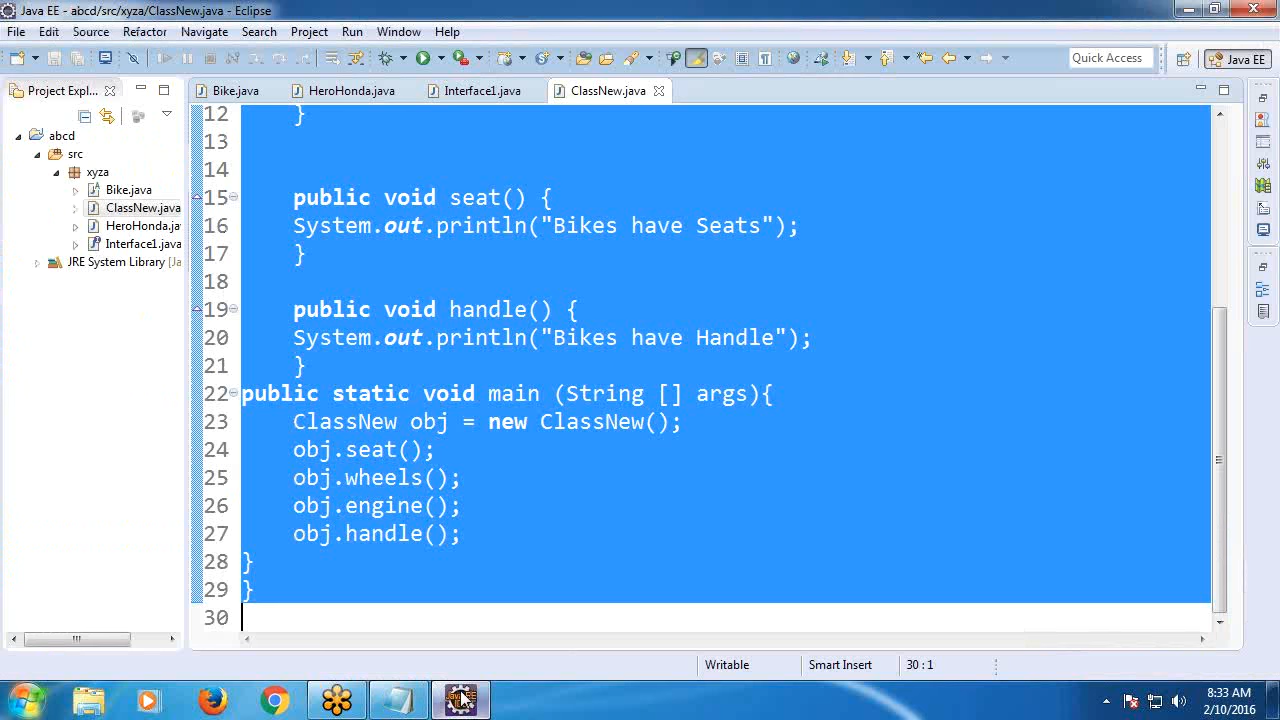 Java EE - abcd/src/xyza/ClassNew.java - Eclipse
File Edit Source Refactor Navigate Search Project Run Window Help
Quick Access
Java EE
Project Expl...
Bike.java
HeroHonda.java
Interface1.java
ClassNew.java
abcd
src
xyza
Bike.java
ClassNew.java
HeroHonda.ja
Interface1.java
JRE System Library [Ja
12 }
13
14
15 public void seat() {
16 System.out.println("Bikes have Seats");
17 }
18
19 public void handle() {
20 System.out.println("Bikes have Handle");
21 }
22 public static void main (String [] args){
23 ClassNew obj = new ClassNew();
24 obj.seat();
25 obj.wheels();
26 obj.engine();
27 obj.handle();
28 }
29 }
30
Writable
Smart Insert
30 : 1
8:33 AM
2/10/2016